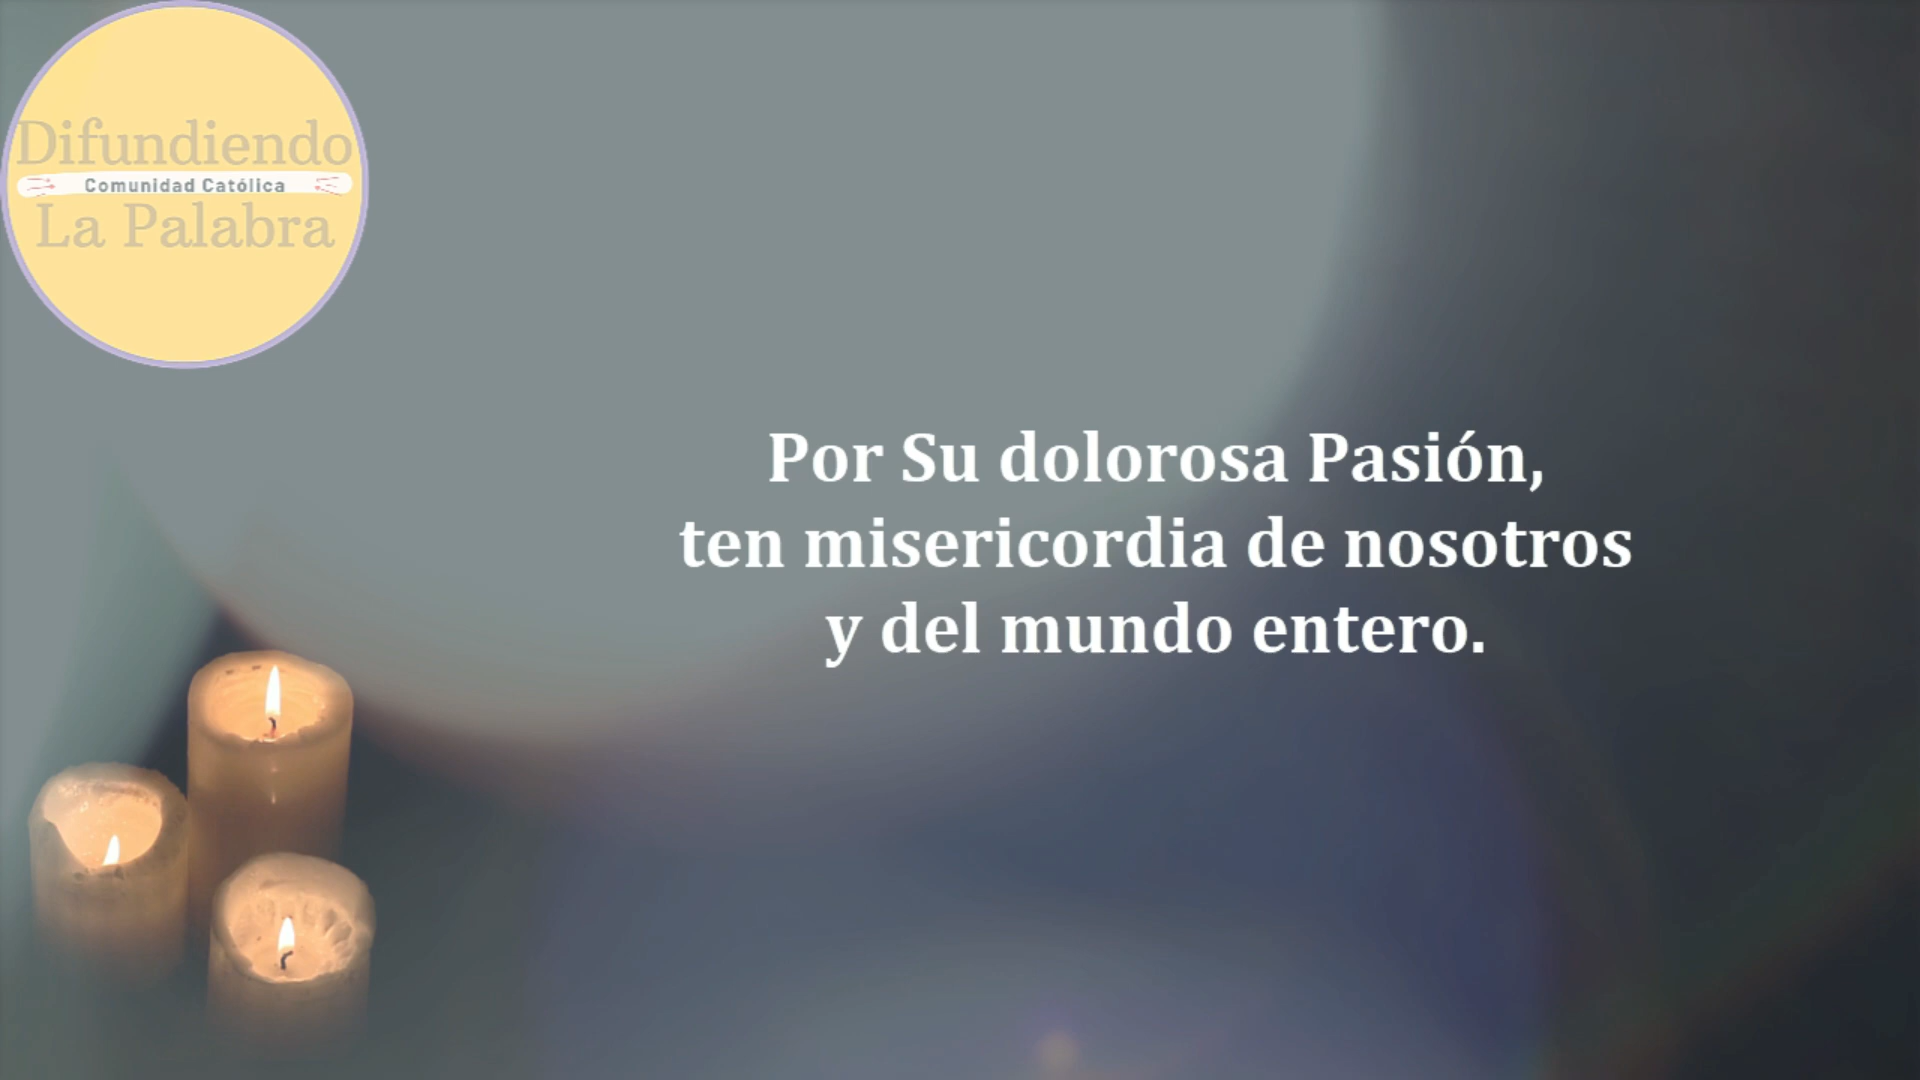 Difundiendo
Comunidad Católica
La Palabra
Por Su dolorosa Pasión,
ten misericordia de nosotros
y del mundo entero.